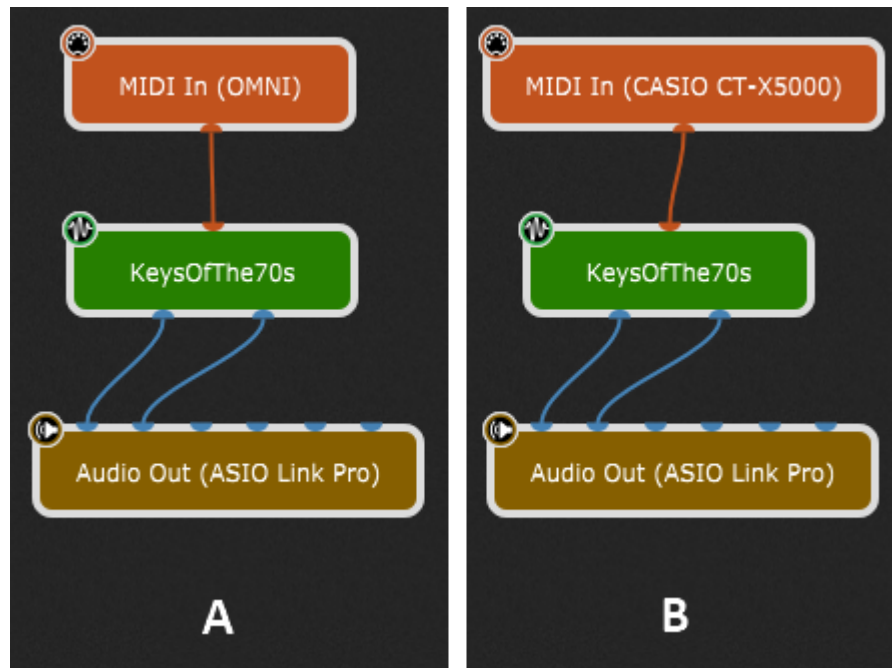 MIDI In (OMNI)
KeysOfThe70s
Audio Out (ASIO Link Pro)
A
MIDI In (CASIO CT-X5000)
KeysOfThe70s
Audio Out (ASIO Link Pro)
B